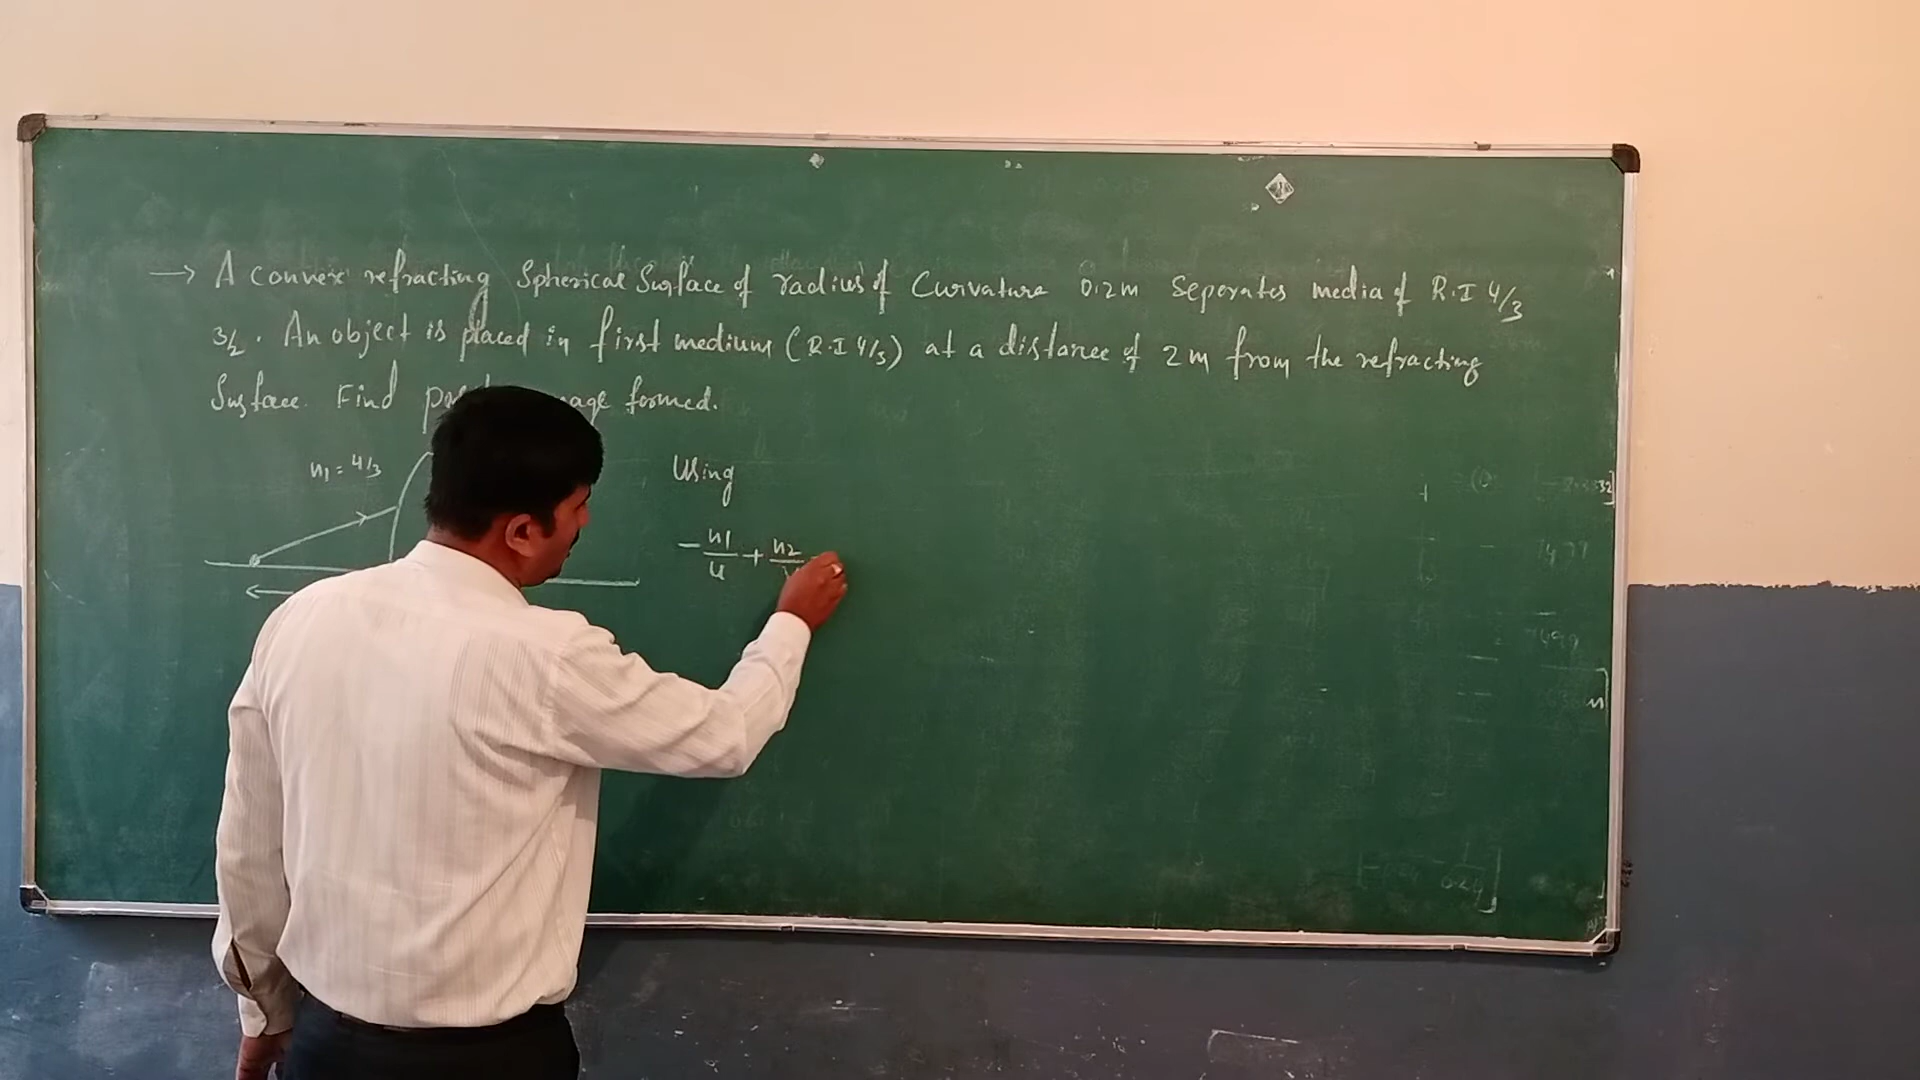 → A convex refracting Spherical Surface of radius of Curvature 0.2m Seperates media of R.I 4/3
3/2. An object is placed in first medium (R.I 4/3) at a distance of 2m from the refracting
Surface. Find image formed.
n1 = 4/3
Using
- n1/u + n2/